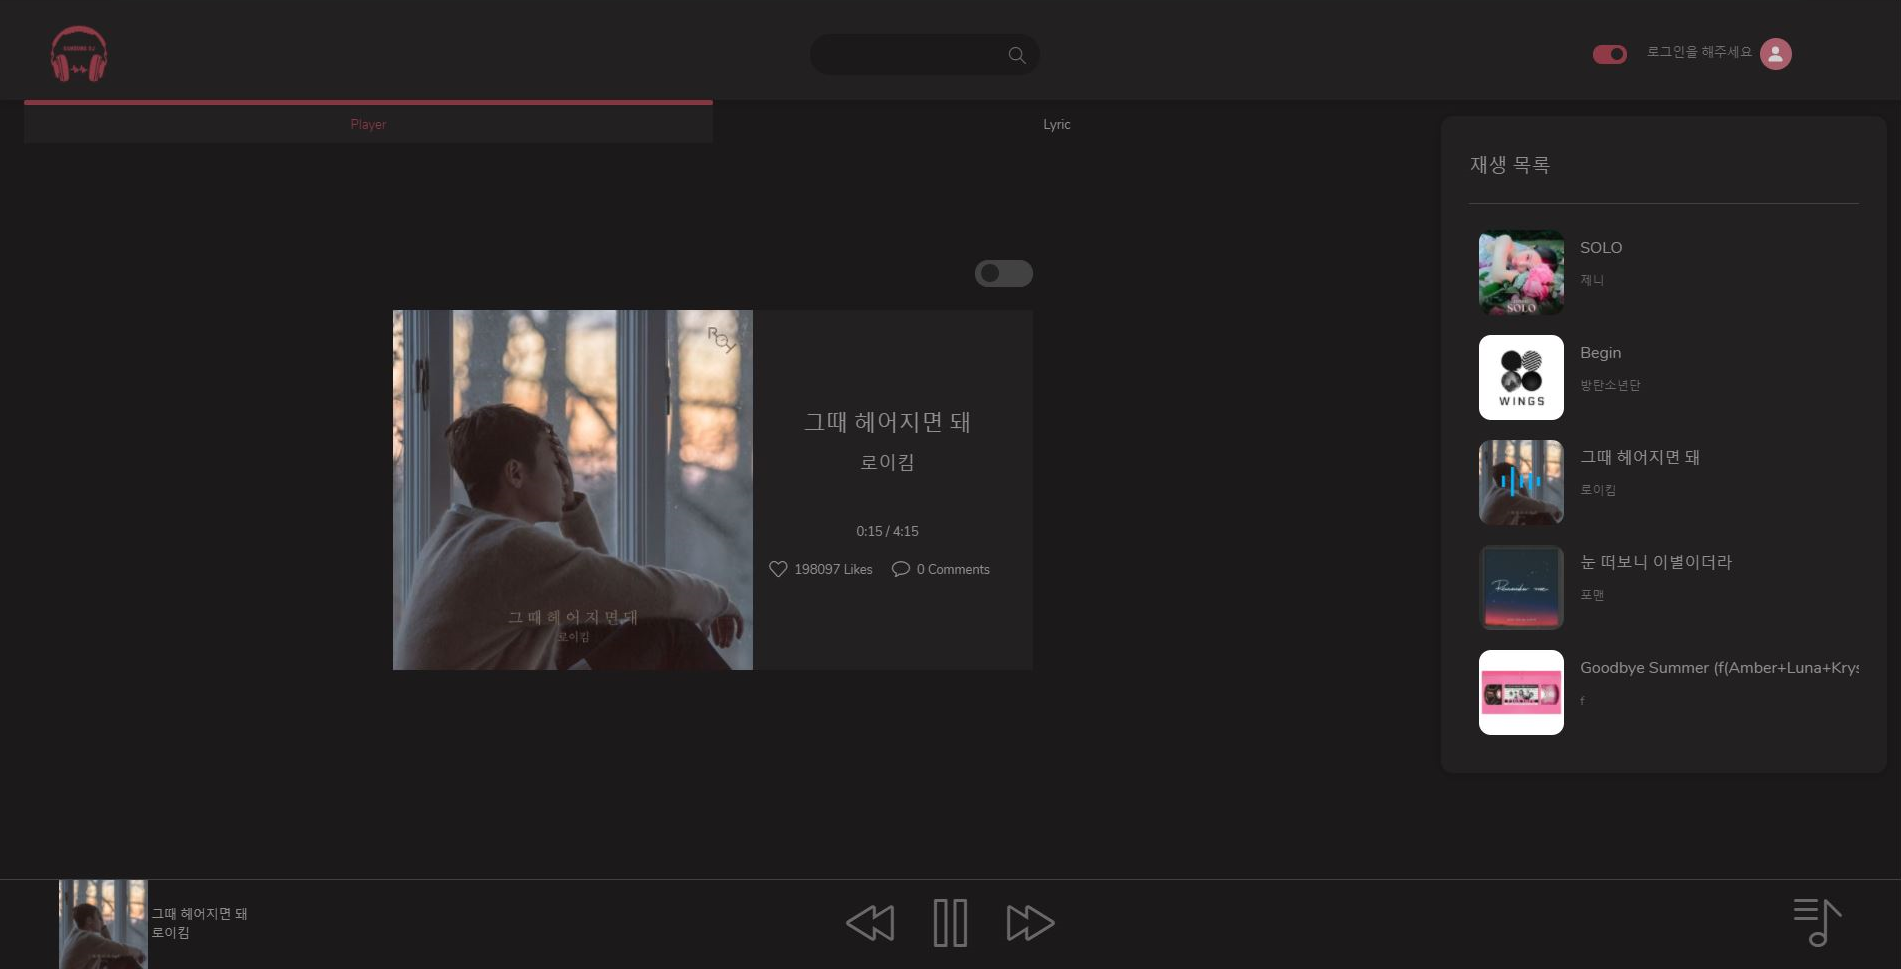 로그인을 해주세요
Player
Lyric
ROY
그때 헤어지면 돼
로이킴
0:15 / 4:15
198097 Likes
0 Comments
그때 헤어지면 돼
로이킴
재생 목록
SOLO
제니
SOLO
Begin
방탄소년단
WINGS
그때 헤어지면 돼
로이킴
눈 떠보니 이별이더라
포맨
Remember me
Goodbye Summer (f(Amber+Luna+Krys
f
그때 헤어지면 돼
로이킴